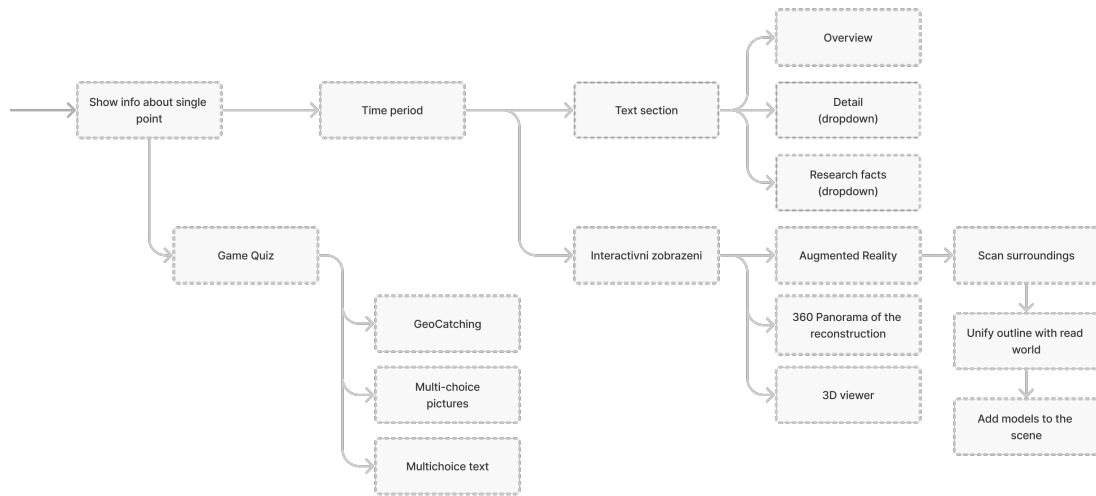 Overview
Show info about single
point
Time period
Text section
Detail
(dropdown)
Research facts
(dropdown)
Game Quiz
Interactivni zobrazeni
Augmented Reality
Scan surroundings
GeoCatching
360 Panorama of the
reconstruction
Unify outline with read
world
Multi-choice
pictures
3D viewer
Add models to the
scene
Multichoice text